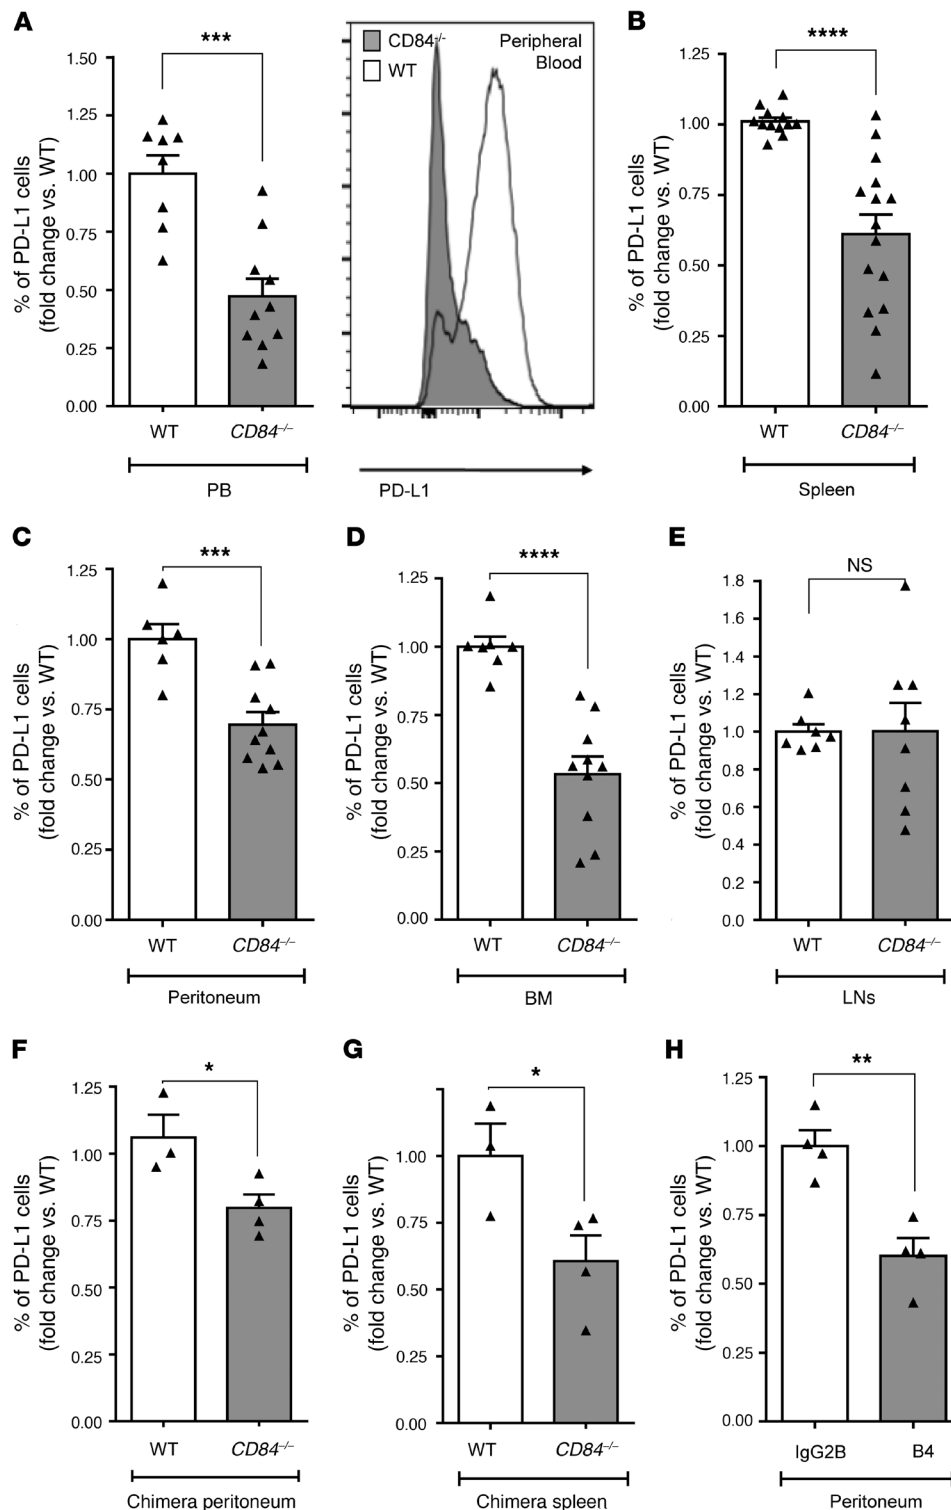 A
***
% of PD-L1 cells
(fold change vs. WT)
1.50
1.25
1.00
0.75
0.50
0.25
0.00
WT
CD84–/–
PB
CD84-/-
WT
Peripheral
Blood
PD-L1
B
****
% of PD-L1 cells
(fold change vs. WT)
1.25
1.00
0.75
0.50
0.25
0.00
WT
CD84–/–
Spleen
C
***
% of PD-L1 cells
(fold change vs. WT)
1.25
1.00
0.75
0.50
0.25
0.00
WT
CD84–/–
Peritoneum
D
****
% of PD-L1 cells
(fold change vs. WT)
1.25
1.00
0.75
0.50
0.25
0.00
WT
CD84–/–
BM
E
NS
% of PD-L1 cells
(fold change vs. WT)
1.8
1.6
1.4
1.2
1.0
0.8
0.6
0.4
0.2
0.0
WT
CD84–/–
LNs
F
*
% of PD-L1 cells
(fold change vs. WT)
1.25
1.00
0.75
0.50
0.25
0.00
WT
CD84–/–
Chimera peritoneum
G
*
% of PD-L1 cells
(fold change vs. WT)
1.00
0.75
0.50
0.25
0.00
WT
CD84–/–
Chimera spleen
H
**
% of PD-L1 cells
(fold change vs. WT)
1.25
1.00
0.75
0.50
0.25
0.00
IgG2B
B4
Peritoneum